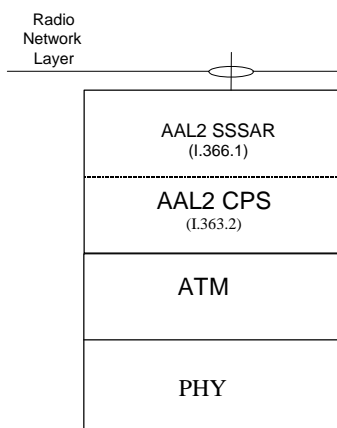 Radio
Network
Layer
AAL2 SSSAR
(I.366.1)
AAL2 CPS
(I.363.2)
ATM
PHY